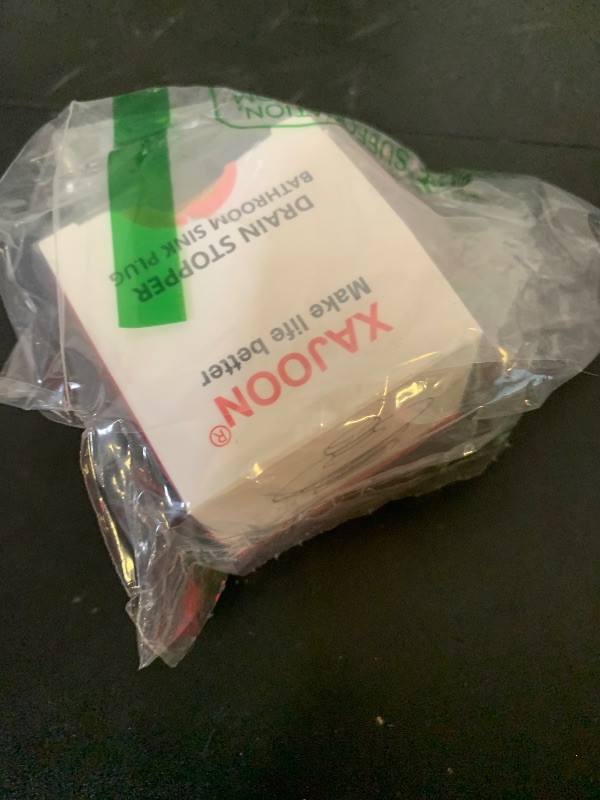 XAJOON®
Make life better
DRAIN STOPPER
BATHROOM SINK PLUG